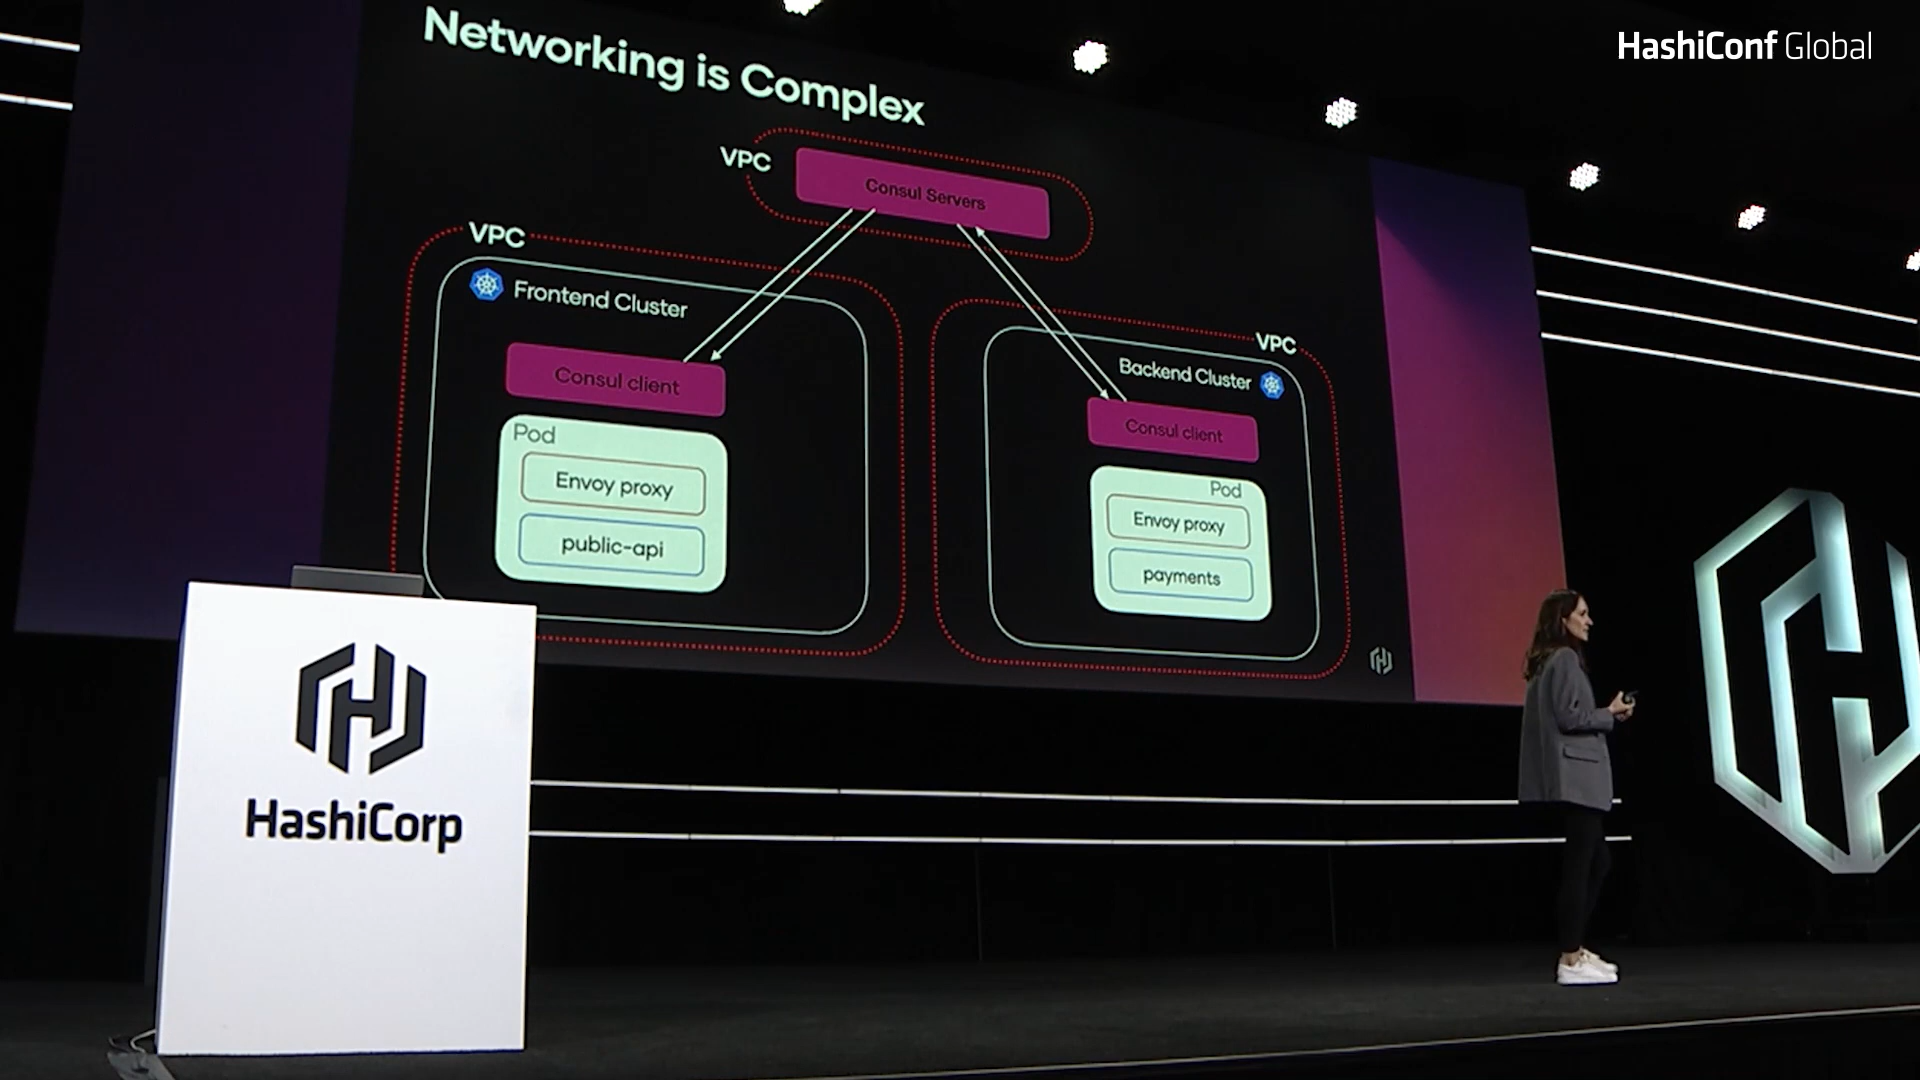 HashiConf Global
Networking is Complex
VPC
Consul Servers
VPC
Frontend Cluster
Consul client
Pod
Envoy proxy
public-api
VPC
Backend Cluster
Consul client
Pod
Envoy proxy
payments
HashiCorp